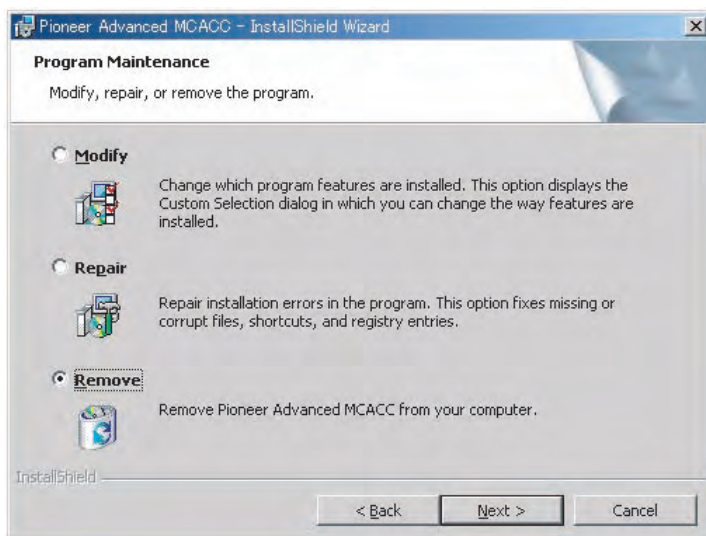 Pioneer Advanced MCACC - InstallShield Wizard
Program Maintenance
Modify, repair, or remove the program.
Modify
Change which program features are installed. This option displays the
Custom Selection dialog in which you can change the way features are
installed.
Repair
Repair installation errors in the program. This option fixes missing or
corrupt files, shortcuts, and registry entries.
Remove
Remove Pioneer Advanced MCACC from your computer.
InstallShield
< Back
Next >
Cancel